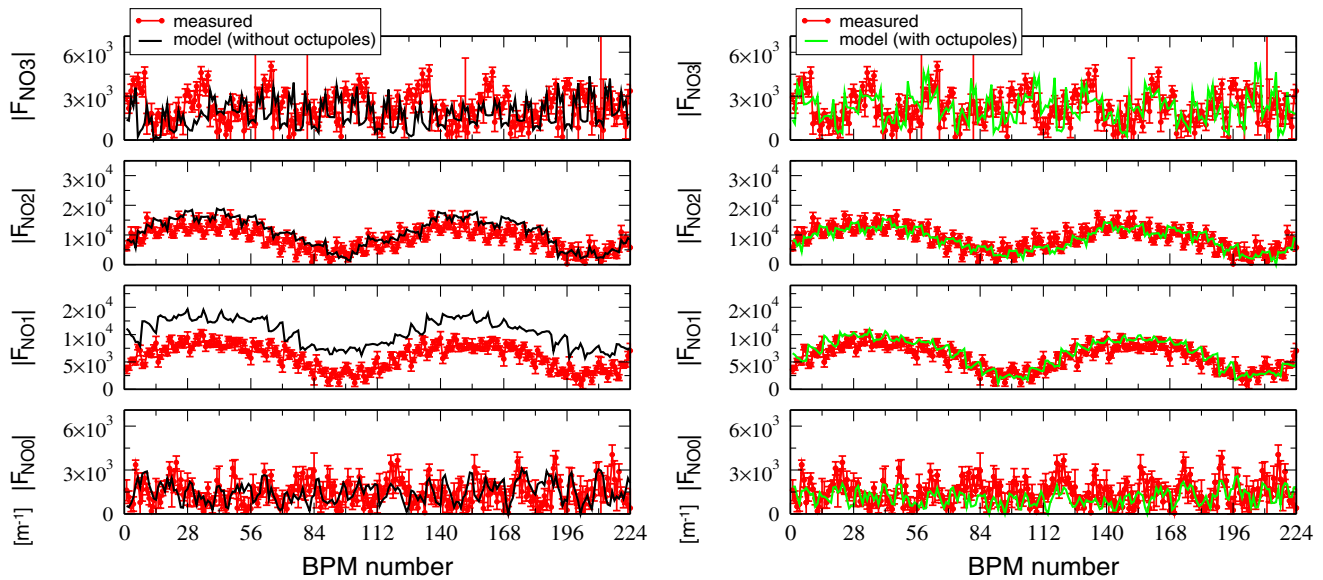 measured
model (without octupoles)
|F_NO3|
6×10³
3×10³
0
|F_NO2|
3×10⁴
2×10⁴
1×10⁴
0
|F_NO1|
2×10⁴
1×10⁴
5×10³
0
[m⁻¹] |F_NO0|
6×10³
3×10³
0
0 28 56 84 112 140 168 196 224
BPM number
measured
model (with octupoles)
|F_NO3|
6×10³
3×10³
0
|F_NO2|
3×10⁴
2×10⁴
1×10⁴
0
|F_NO1|
2×10⁴
1×10⁴
5×10³
0
[m⁻¹] |F_NO0|
6×10³
3×10³
0
0 28 56 84 112 140 168 196 224
BPM number